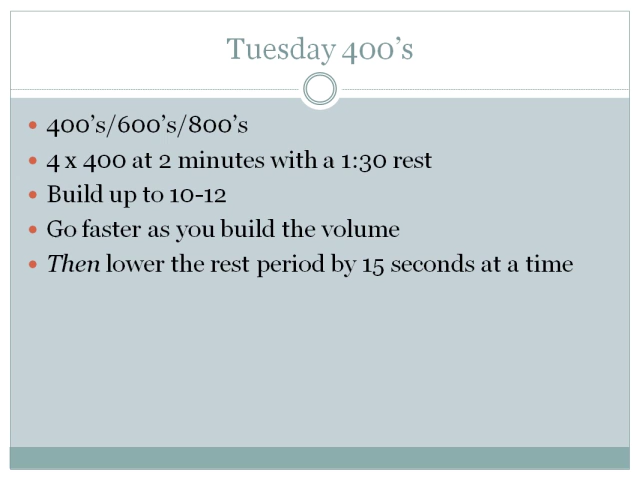 Tuesday 400’s
400’s/600’s/800’s
4 x 400 at 2 minutes with a 1:30 rest
Build up to 10-12
Go faster as you build the volume
Then lower the rest period by 15 seconds at a time